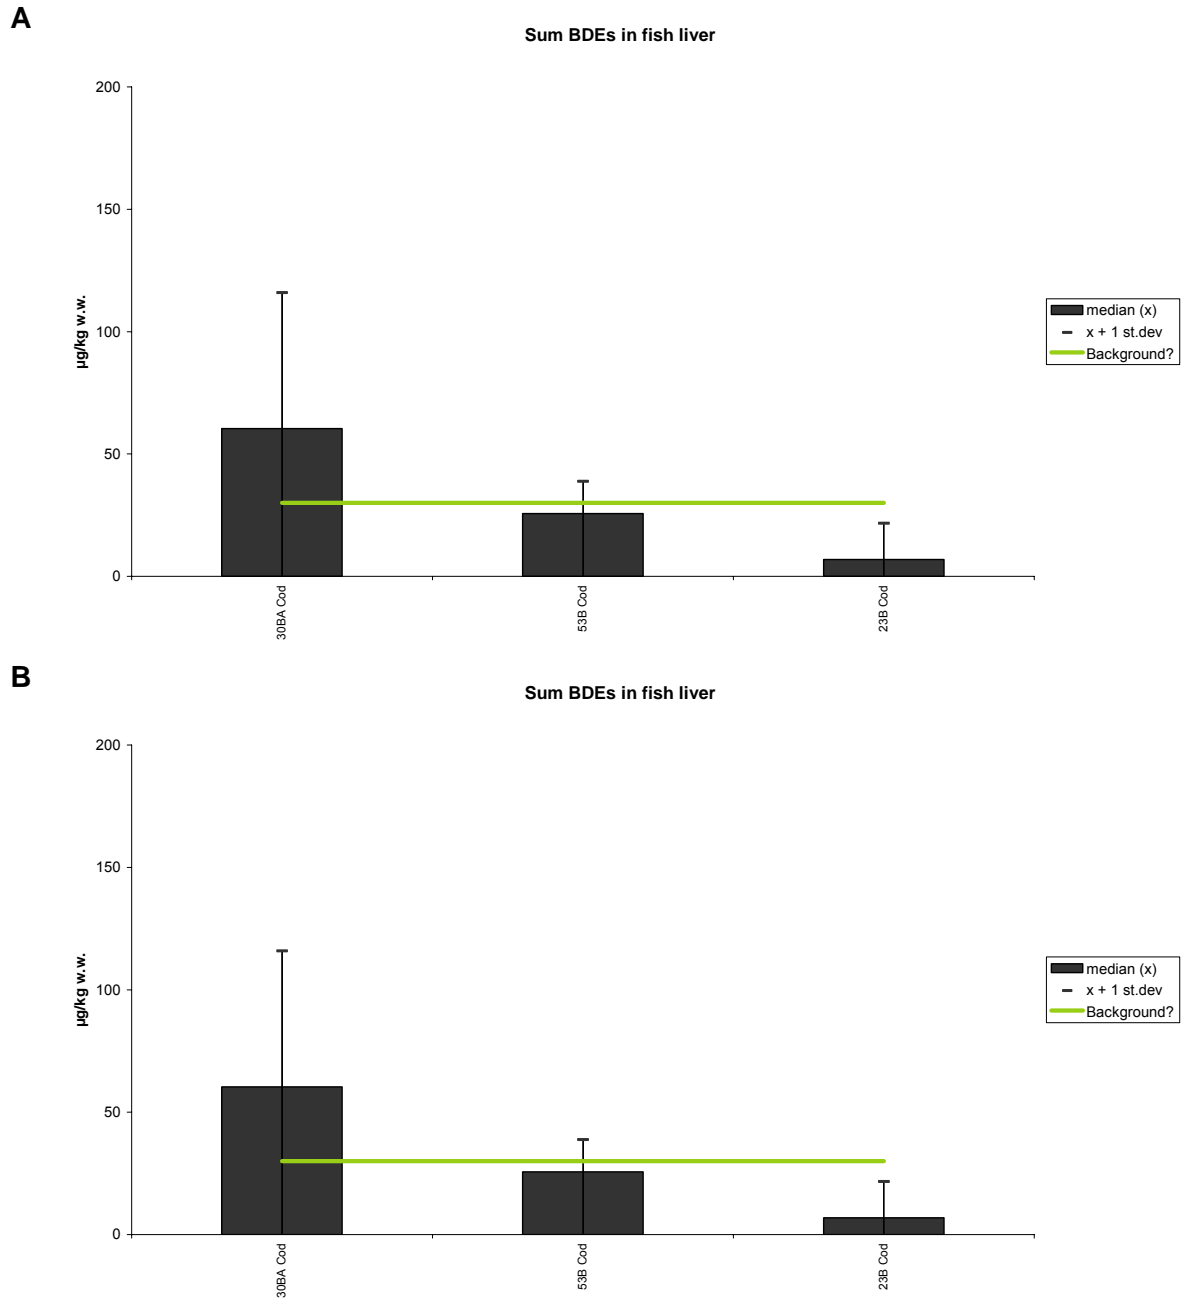 A
Sum BDEs in fish liver
200
150
100
50
0
µg/kg w.w.
30BA Cod
53B Cod
23B Cod
median (x)
x + 1 st.dev
Background?
B
Sum BDEs in fish liver
200
150
100
50
0
µg/kg w.w.
30BA Cod
53B Cod
23B Cod
median (x)
x + 1 st.dev
Background?